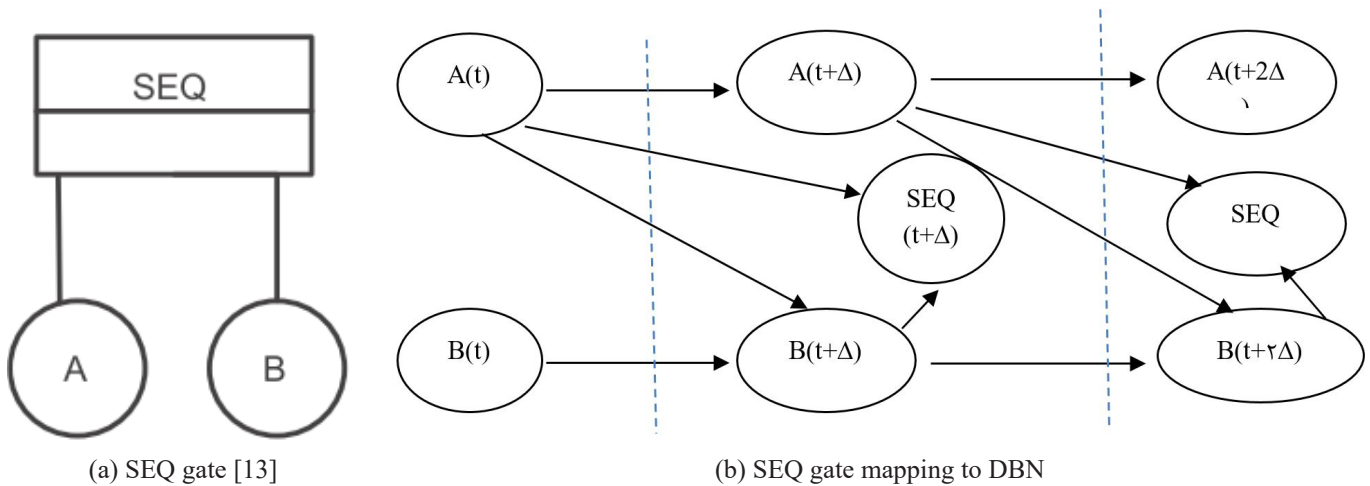 SEQ
A
B
(a) SEQ gate [13]
A(t)
A(t+Δ)
A(t+2Δ
)
SEQ
(t+Δ)
SEQ
B(t)
B(t+Δ)
B(t+٢Δ)
(b) SEQ gate mapping to DBN